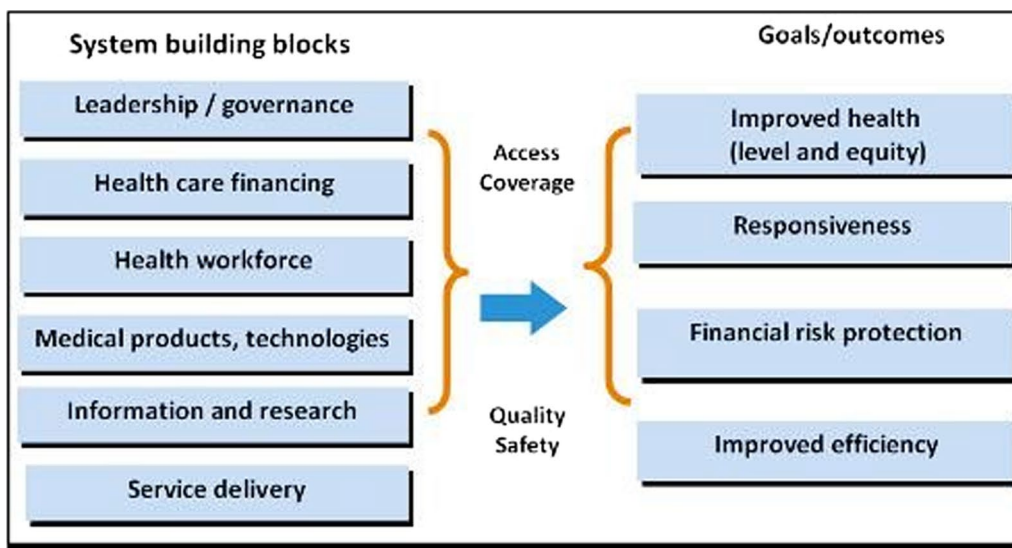 System building blocks
Leadership / governance
Health care financing
Health workforce
Medical products, technologies
Information and research
Service delivery
Access
Coverage
Quality
Safety
Goals/outcomes
Improved health
(level and equity)
Responsiveness
Financial risk protection
Improved efficiency